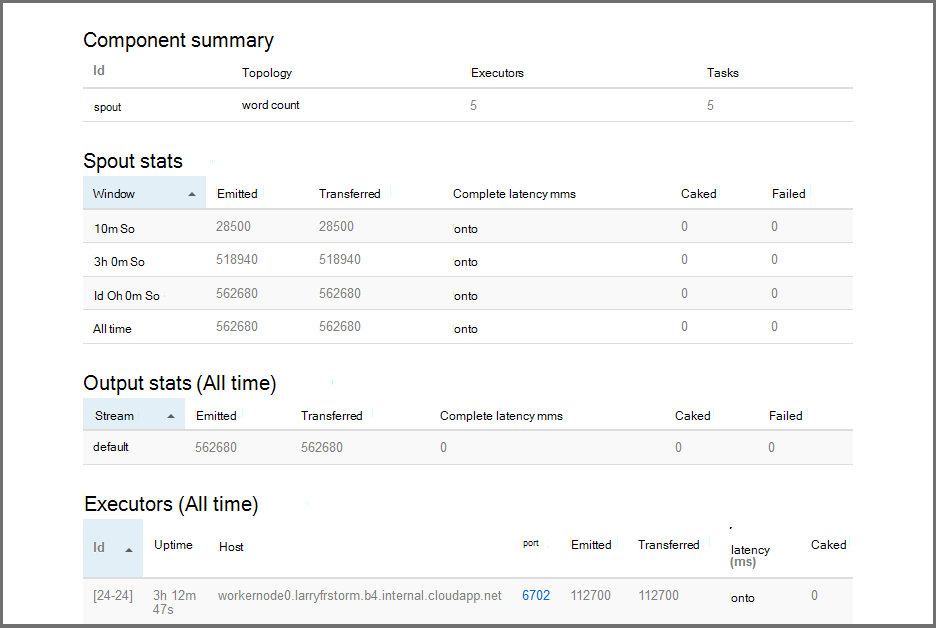 Component summary
Id Topology Executors Tasks
spout word count 5 5
Spout stats
Window Emitted Transferred Complete latency mms Caked Failed
10m So 28500 28500 onto 0 0
3h 0m So 518940 518940 onto 0 0
Id Oh 0m So 562680 562680 onto 0 0
All time 562680 562680 onto 0 0
Output stats (All time)
Stream Emitted Transferred Complete latency mms Caked Failed
default 562680 562680 0 0 0
Executors (All time)
Id Uptime Host port Emitted Transferred latency (ms) Caked
[24-24] 3h 12m 47s workernode0.larryfrstorm.b4.internal.cloudapp.net 6702 112700 112700 onto 0